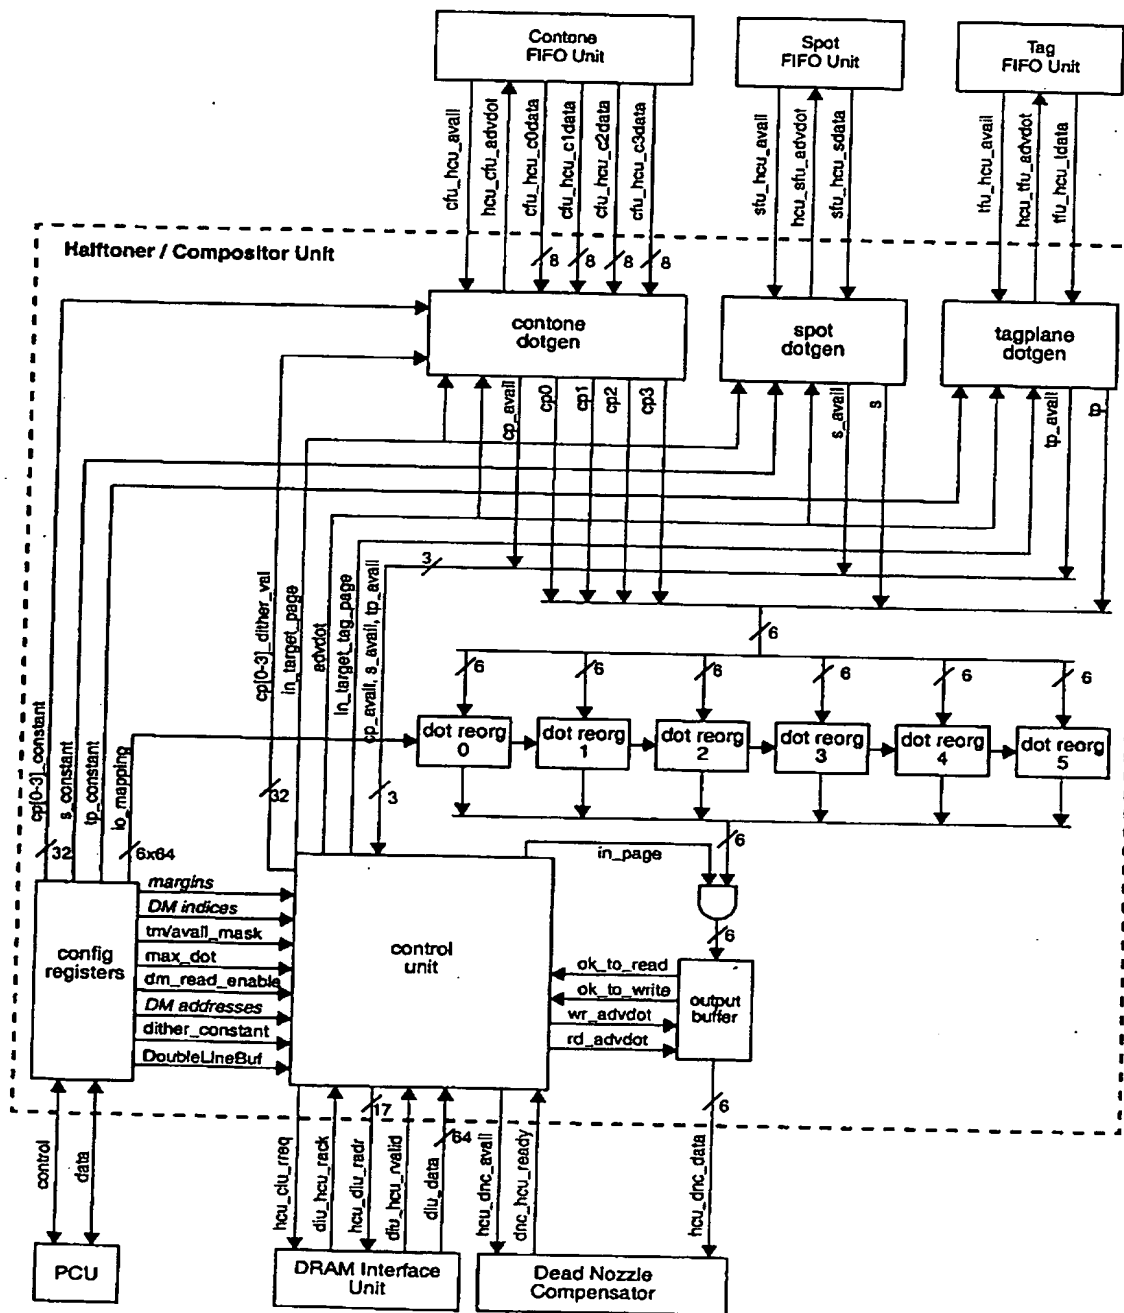 Contone
FIFO Unit
Spot
FIFO Unit
Tag
FIFO Unit
cfu_hcu_avail
hcu_cfu_advdot
cfu_hcu_c0data
cfu_hcu_c1data
cfu_hcu_c2data
cfu_hcu_c3data
sfu_hcu_avail
hcu_sfu_advdot
sfu_hcu_sdata
tfu_hcu_avail
hcu_tfu_advdot
tfu_hcu_tdata
Halftoner / Compositor Unit
8
8
8
8
contone
dotgen
spot
dotgen
tagplane
dotgen
cp_avail
cp0
cp1
cp2
cp3
s_avail
s
tp_avail
tp
3
6
6
6
6
6
6
6
dot reorg
0
dot reorg
1
dot reorg
2
dot reorg
3
dot reorg
4
dot reorg
5
cp[0-3]_constant
s_constant
tp_constant
io_mapping
cp[0-3]_dither_val
in_target_page
advdot
in_target_tag_page
cp_avail, s_avail, tp_avail
32
6x64
32
3
6
in_page
6
config
registers
margins
DM indices
tm/avail_mask
max_dot
dm_read_enable
DM addresses
dither_constant
DoubleLineBuf
control
unit
ok_to_read
ok_to_write
wr_advdot
rd_advdot
output
buffer
17
64
6
control
data
hcu_diu_rreq
diu_hcu_rack
hcu_diu_radr
diu_hcu_rvalid
diu_data
hcu_dnc_avail
dnc_hcu_ready
hcu_dnc_data
PCU
DRAM Interface
Unit
Dead Nozzle
Compensator